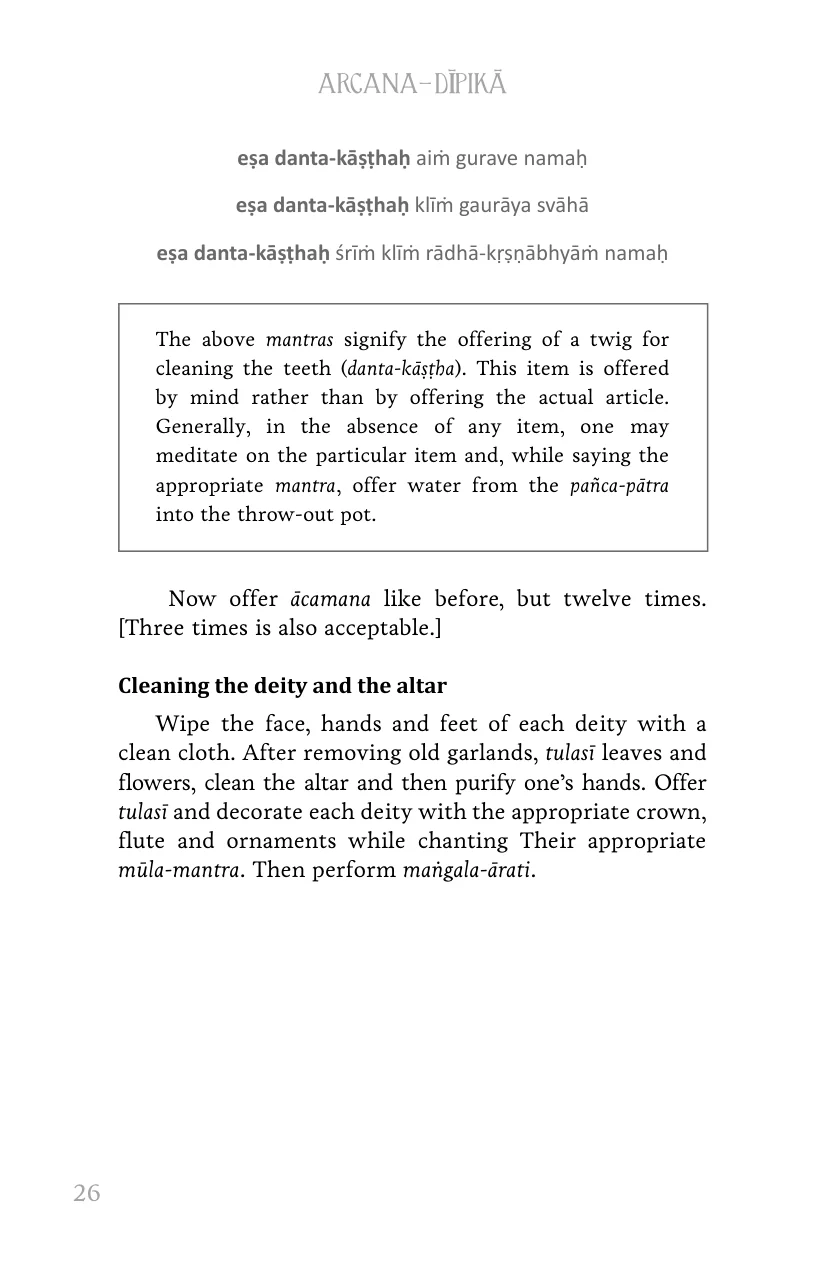 ARCANA–DĪPIKĀ
eṣa danta-kāṣṭhaḥ aiṁ gurave namaḥ
eṣa danta-kāṣṭhaḥ klīṁ gaurāya svāhā
eṣa danta-kāṣṭhaḥ śrīṁ klīṁ rādhā-kṛṣṇābhyāṁ namaḥ
The above mantras signify the offering of a twig for
cleaning the teeth (danta-kāṣṭha). This item is offered
by mind rather than by offering the actual article.
Generally, in the absence of any item, one may
meditate on the particular item and, while saying the
appropriate mantra, offer water from the pañca-pātra
into the throw-out pot.
Now offer ācamana like before, but twelve times.
[Three times is also acceptable.]
Cleaning the deity and the altar
Wipe the face, hands and feet of each deity with a
clean cloth. After removing old garlands, tulasī leaves and
flowers, clean the altar and then purify one’s hands. Offer
tulasī and decorate each deity with the appropriate crown,
flute and ornaments while chanting Their appropriate
mūla-mantra. Then perform maṅgala-ārati.
26